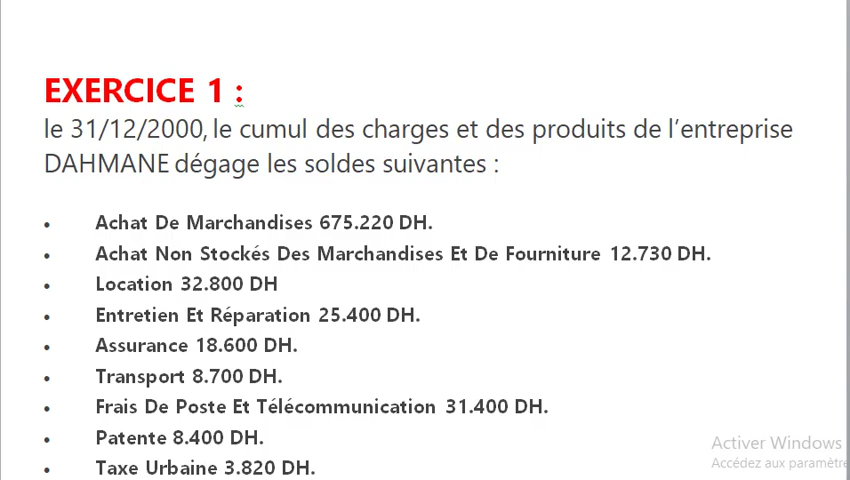 EXERCICE 1 :
le 31/12/2000, le cumul des charges et des produits de l'entreprise
DAHMANE dégage les soldes suivantes :
• Achat De Marchandises 675.220 DH.
• Achat Non Stockés Des Marchandises Et De Fourniture 12.730 DH.
• Location 32.800 DH
• Entretien Et Réparation 25.400 DH.
• Assurance 18.600 DH.
• Transport 8.700 DH.
• Frais De Poste Et Télécommunication 31.400 DH.
• Patente 8.400 DH.
• Taxe Urbaine 3.820 DH.
Activer Windows
Accédez aux paramètre